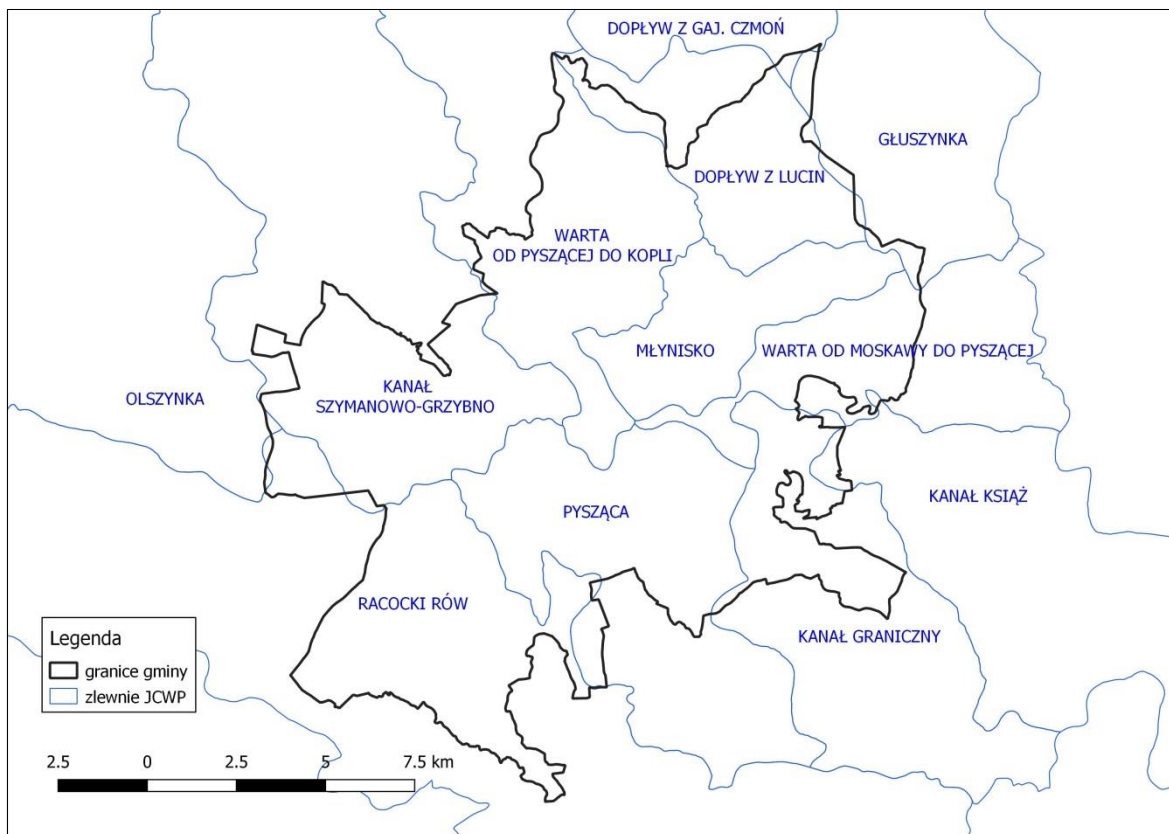 DOPŁYW Z GAJ. CZMOŃ
GŁUSZYNKA
DOPŁYW Z LUCIN
WARTA
OD PYSZĄCEJ DO KOPLI
MŁYNISKO
WARTA OD MOSKAWY DO PYSZĄCEJ
OLSZYNKA
KANAŁ
SZYMANOWO-GRZYBNO
KANAŁ KSIĄŻ
PYSZĄCA
RACOCKI RÓW
KANAŁ GRANICZNY
Legenda
granice gminy
zlewnie JCWP
2.5 0 2.5 5 7.5 km